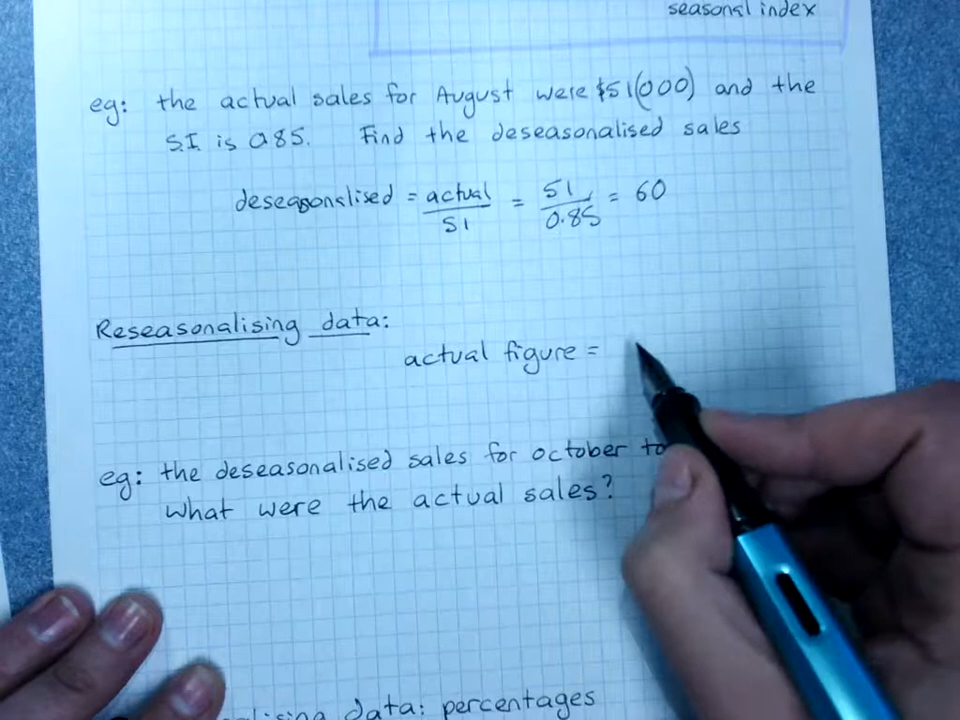 seasonal index
eg: the actual sales for August were $51(000) and the
S.I. is 0.85. Find the deseasonalised sales
deseasonalised = actual/SI = 51/0.85 = 60
Reseasonalising data:
actual figure =
eg: the deseasonalised sales for october to
What were the actual sales?
data: percentages